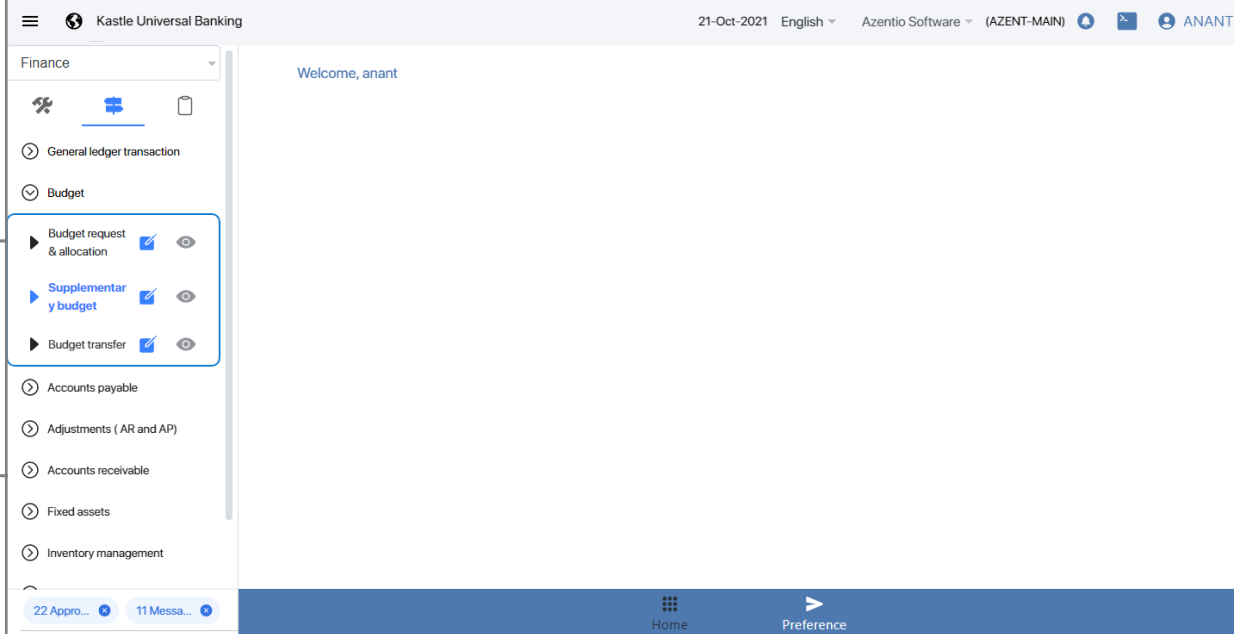 Kastle Universal Banking
21-Oct-2021 English Azentio Software (AZENT-MAIN) ANANT
Finance
Welcome, anant
General ledger transaction
Budget
Budget request
& allocation
Supplementar
y budget
Budget transfer
Accounts payable
Adjustments ( AR and AP)
Accounts receivable
Fixed assets
Inventory management
22 Appro... 11 Messa...
Home Preference